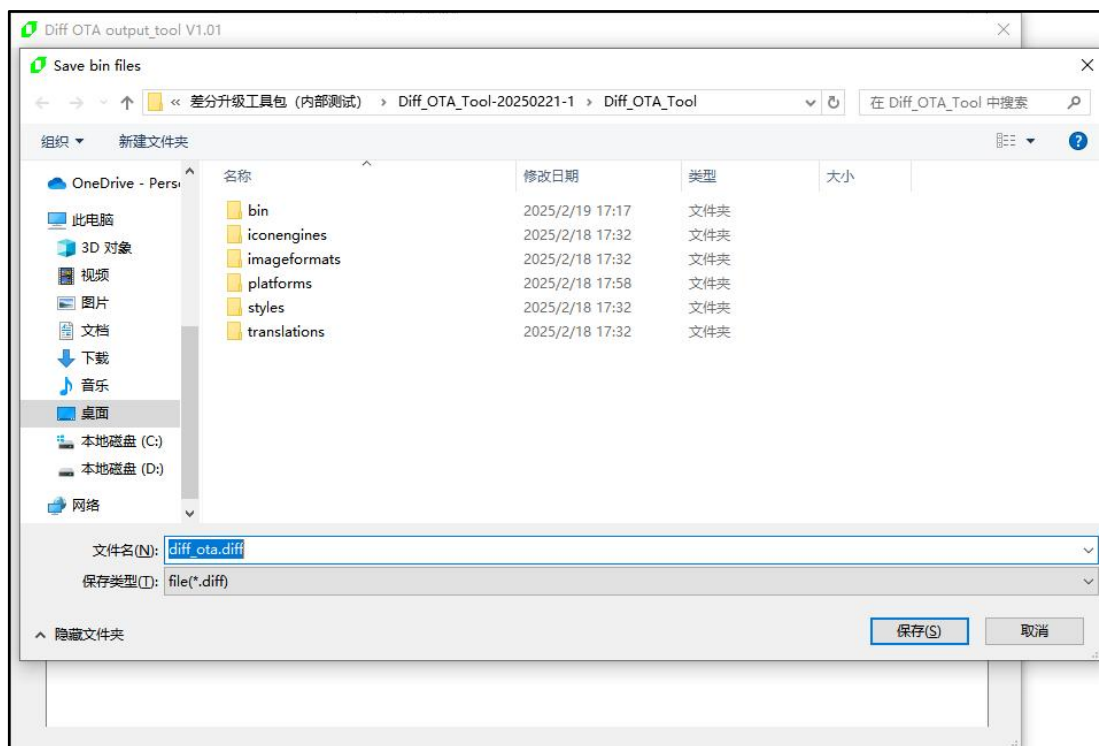 Diff OTA output_tool V1.01
Save bin files
« 差分升级工具包（内部测试） › Diff_OTA_Tool-20250221-1 › Diff_OTA_Tool
在 Diff_OTA_Tool 中搜索
组织 新建文件夹
名称 修改日期 类型 大小
OneDrive - Pers
此电脑
3D 对象
视频
图片
文档
下载
音乐
桌面
本地磁盘 (C:)
本地磁盘 (D:)
网络
bin 2025/2/19 17:17 文件夹
iconengines 2025/2/18 17:32 文件夹
imageformats 2025/2/18 17:32 文件夹
platforms 2025/2/18 17:58 文件夹
styles 2025/2/18 17:32 文件夹
translations 2025/2/18 17:32 文件夹
文件名(N): diff_ota.diff
保存类型(T): file(*.diff)
隐藏文件夹
保存(S) 取消